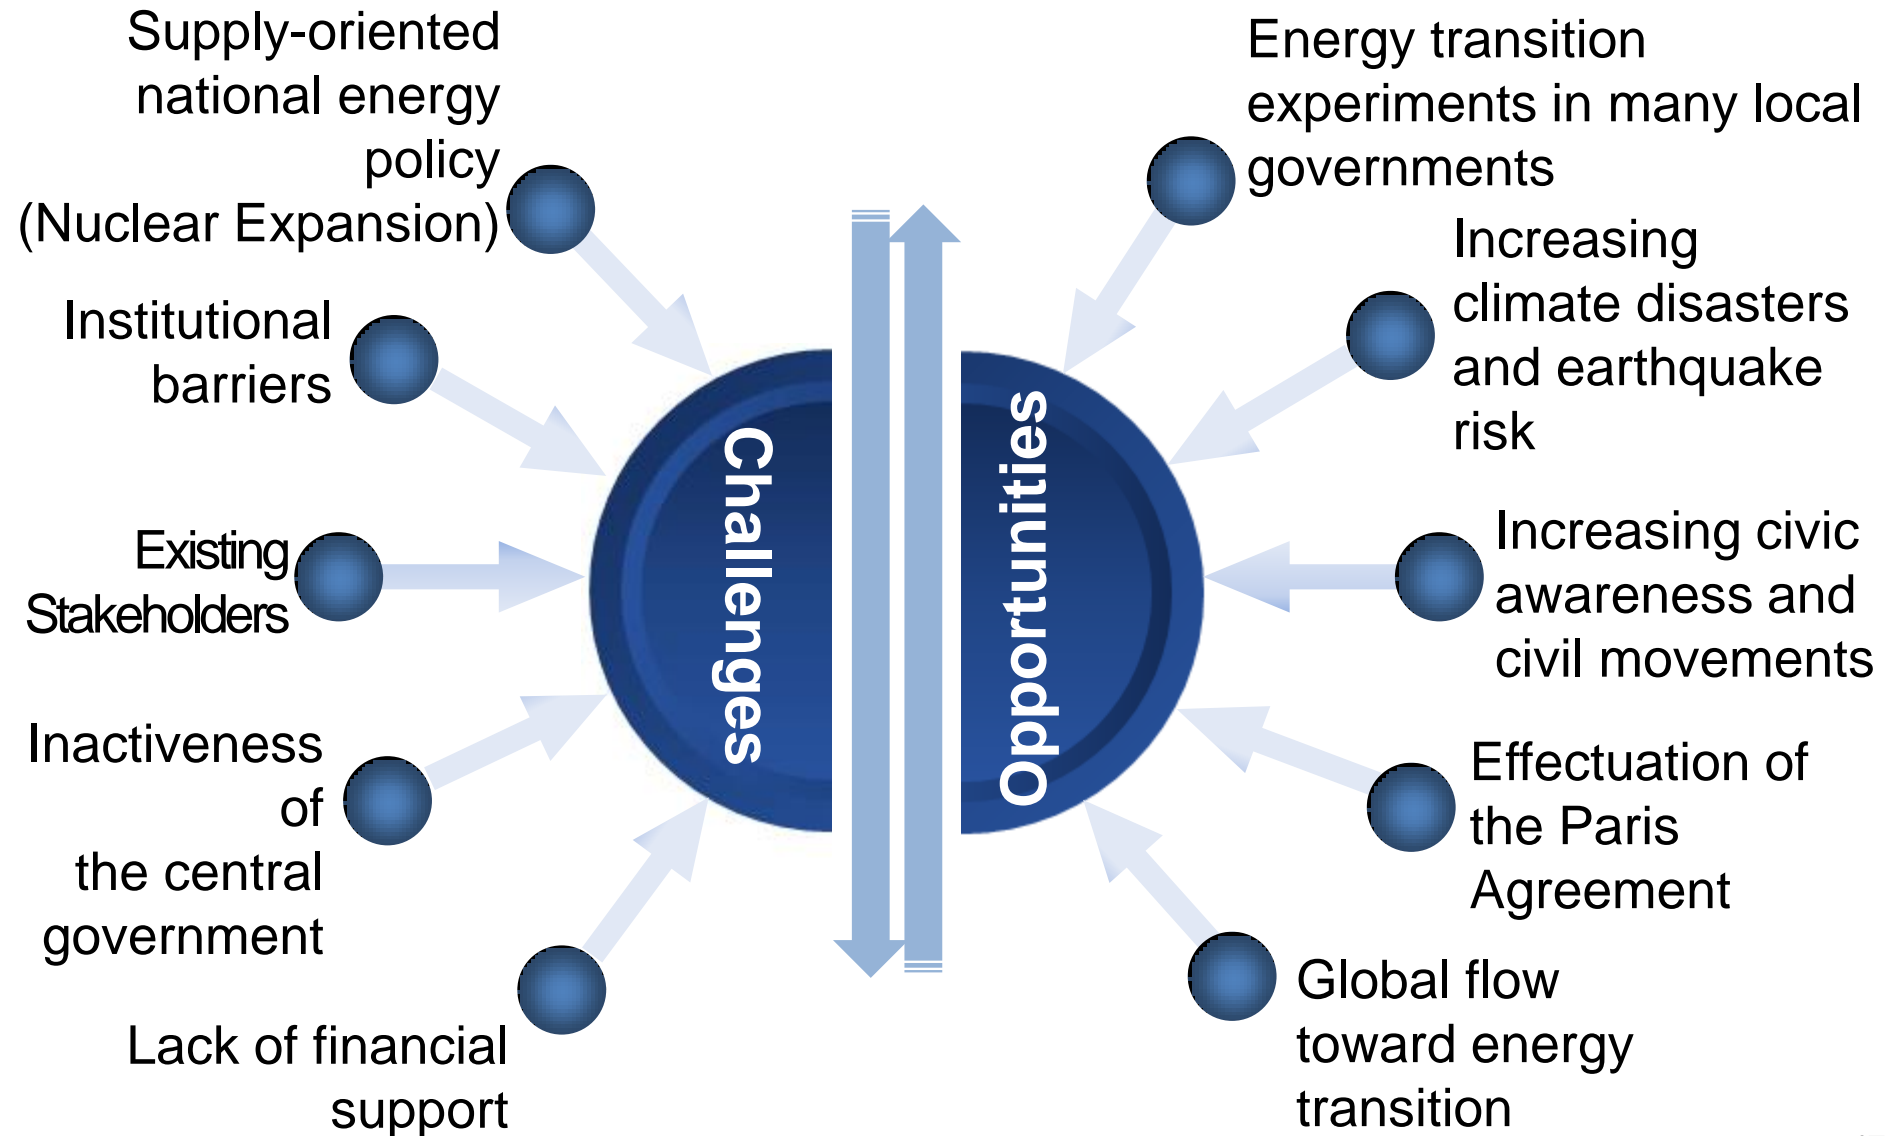 Supply-oriented
national energy
policy
(Nuclear Expansion)
Institutional
barriers
Existing
Stakeholders
Inactiveness
of
the central
government
Lack of financial
support
Challenges
Opportunities
Energy transition
experiments in many local
governments
Increasing
climate disasters
and earthquake
risk
Increasing civic
awareness and
civil movements
Effectuation of
the Paris
Agreement
Global flow
toward energy
transition